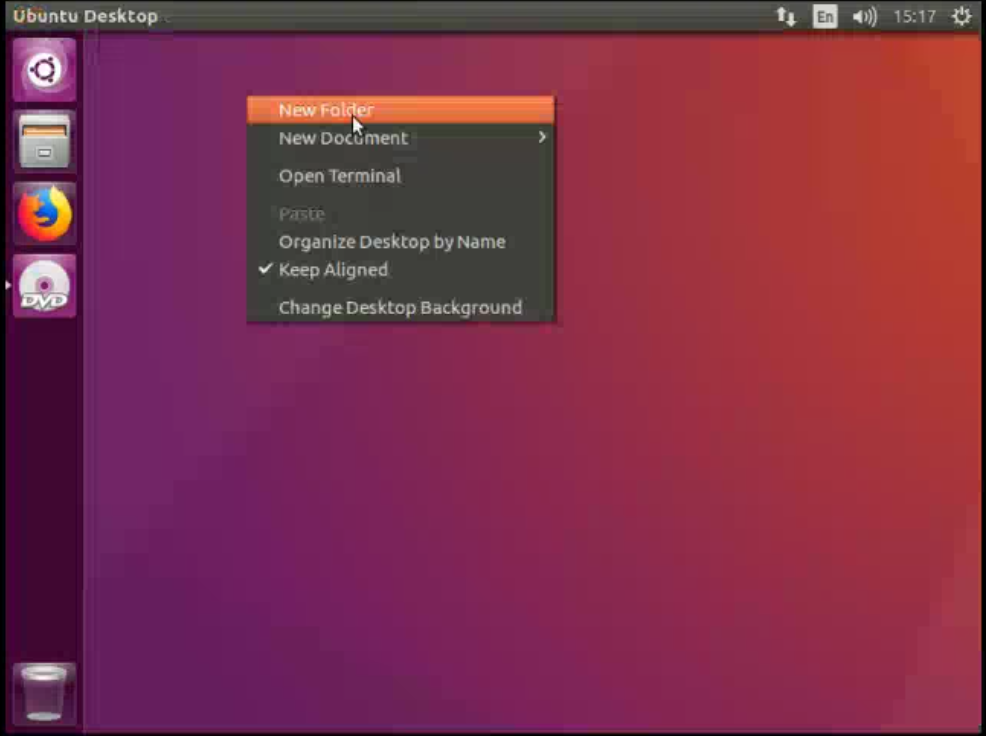 Ubuntu Desktop
En
15:17
New Folder
New Document
Open Terminal
Paste
Organize Desktop by Name
Keep Aligned
Change Desktop Background
DVD